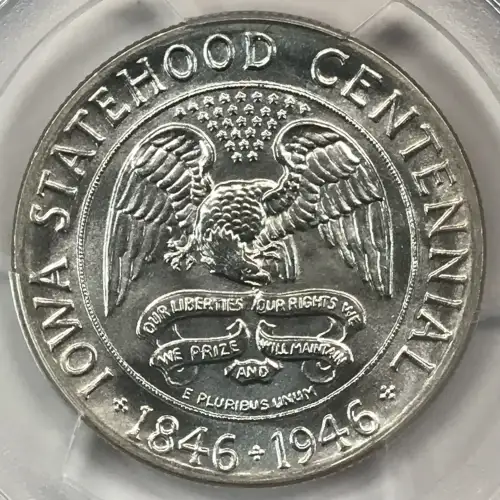 IOWA STATEHOOD CENTENNIAL
OUR LIBERTIES OUR RIGHTS WE
WE PRIZE WILL MAINTAIN
AND
E PLURIBUS UNUM
1846 1946